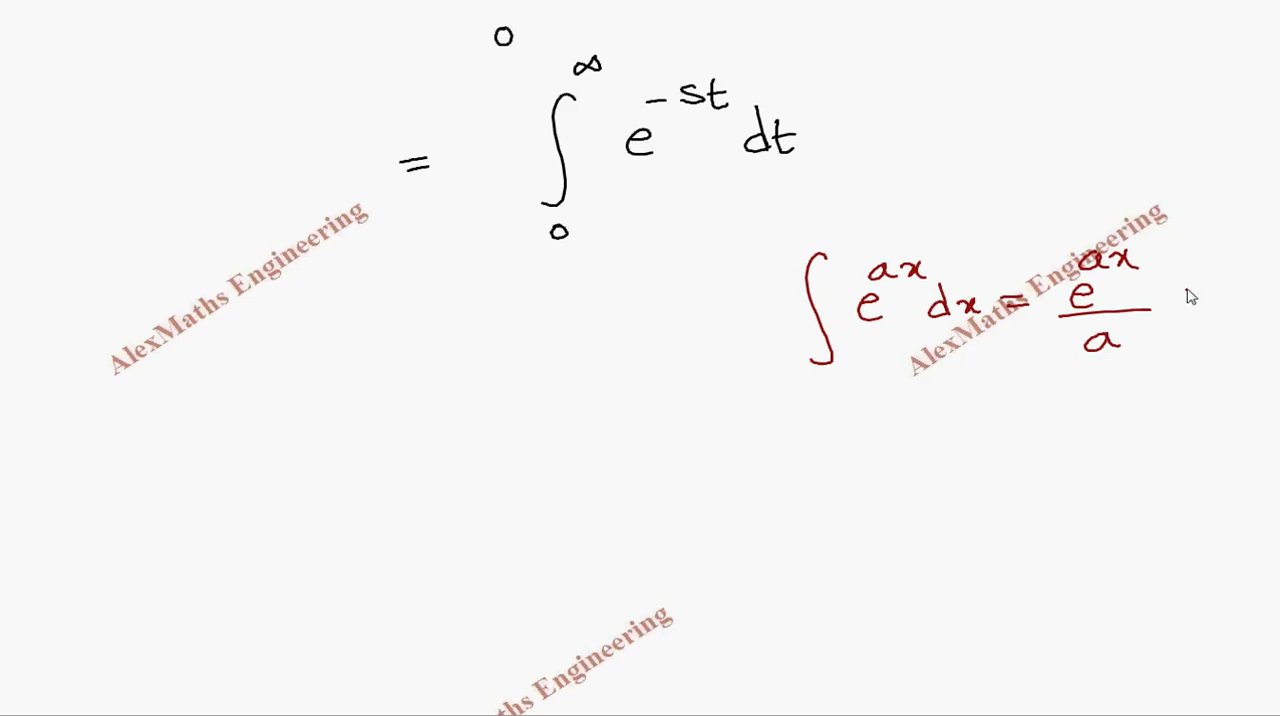 0
= ∫₀^∞ e^{-st} dt
∫ e^{ax} dx = e^{ax}/a
AlexMaths Engineering
AlexMaths Engineering
ths Engineering